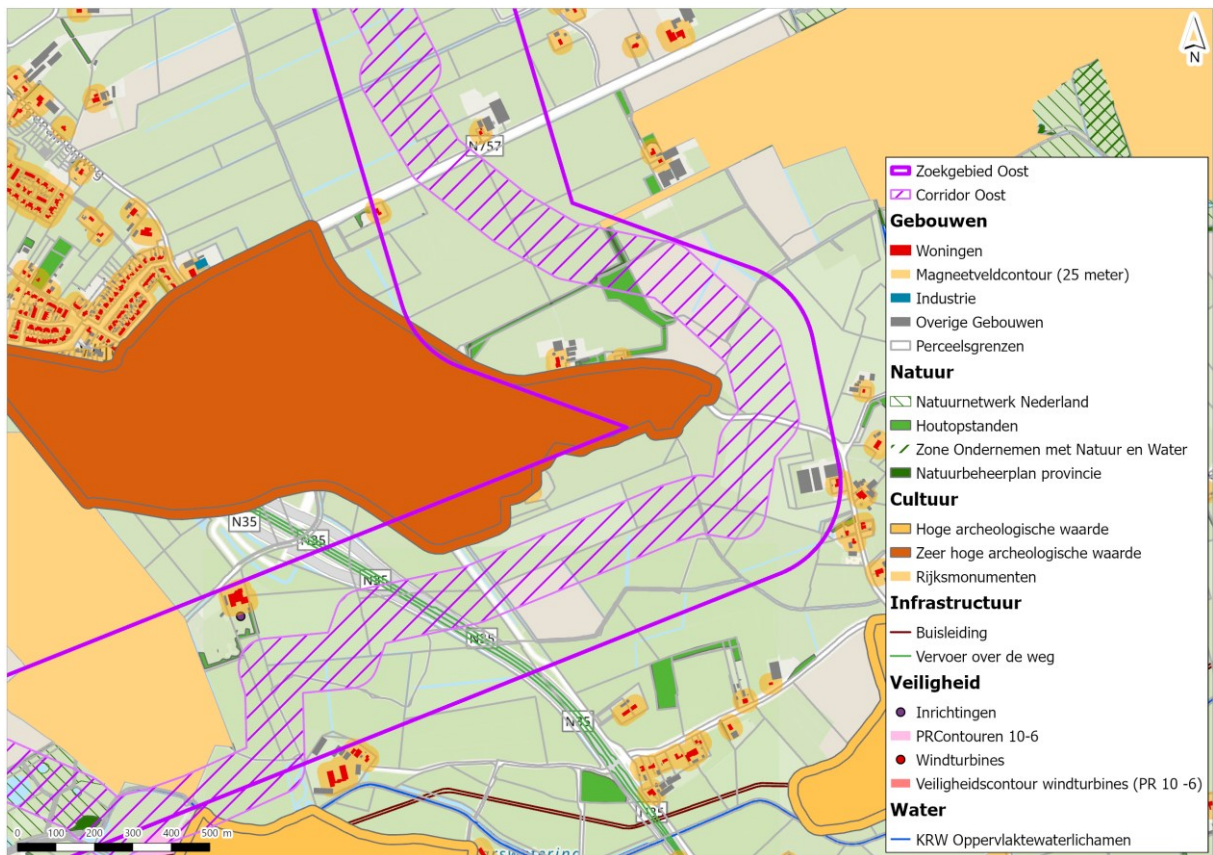 N
N757
Zoekgebied Oost
Corridor Oost
Gebouwen
Woningen
Magneetveldcontour (25 meter)
Industrie
Overige Gebouwen
Perceelsgrenzen
Natuur
Natuurnetwerk Nederland
Houtopstanden
Zone Ondernemen met Natuur en Water
Natuurbeheerplan provincie
Cultuur
Hoge archeologische waarde
Zeer hoge archeologische waarde
Rijksmonumenten
Infrastructuur
Buisleiding
Vervoer over de weg
Veiligheid
Inrichtingen
PRContouren 10-6
Windturbines
Veiligheidscontour windturbines (PR 10 -6)
Water
KRW Oppervlaktewaterlichamen
N35
N35
N35
N35
N35
N35
0 100 200 300 400 500 m